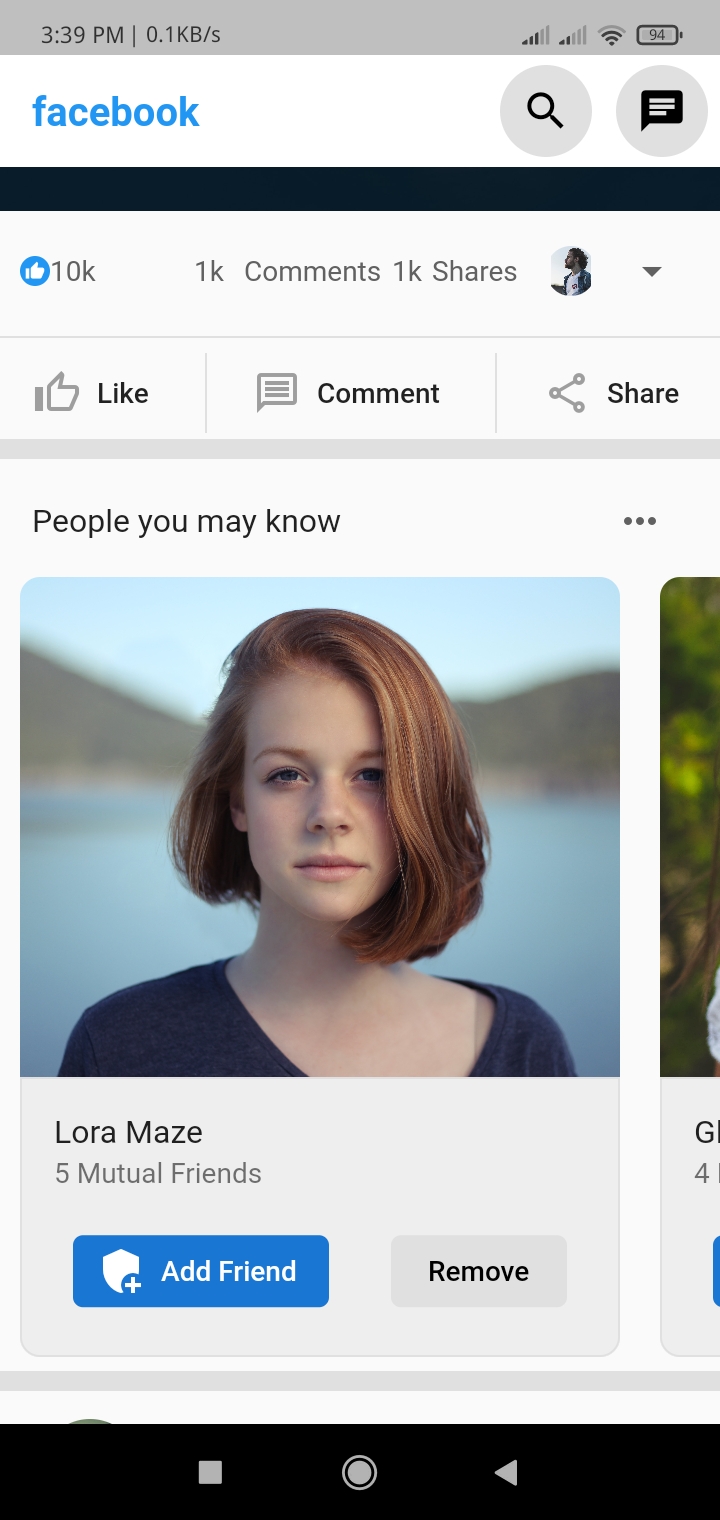 3:39 PM | 0.1KB/s 94
facebook
10k 1k Comments 1k Shares
Like Comment Share
People you may know
Lora Maze
5 Mutual Friends
4
Add Friend Remove